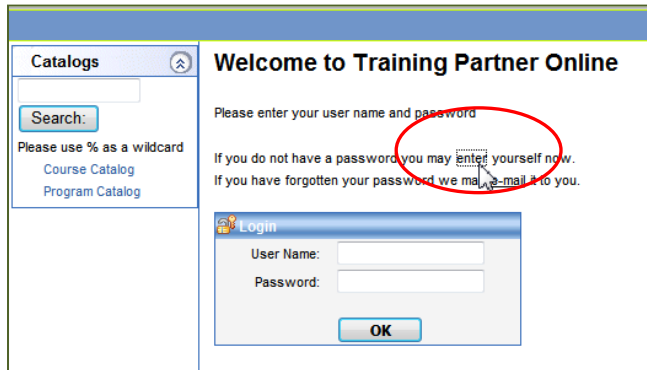 Catalogs
Search:
Please use % as a wildcard
Course Catalog
Program Catalog
Welcome to Training Partner Online
Please enter your user name and password
If you do not have a password you may enter yourself now.
If you have forgotten your password we may e-mail it to you.
Login
User Name:
Password:
OK